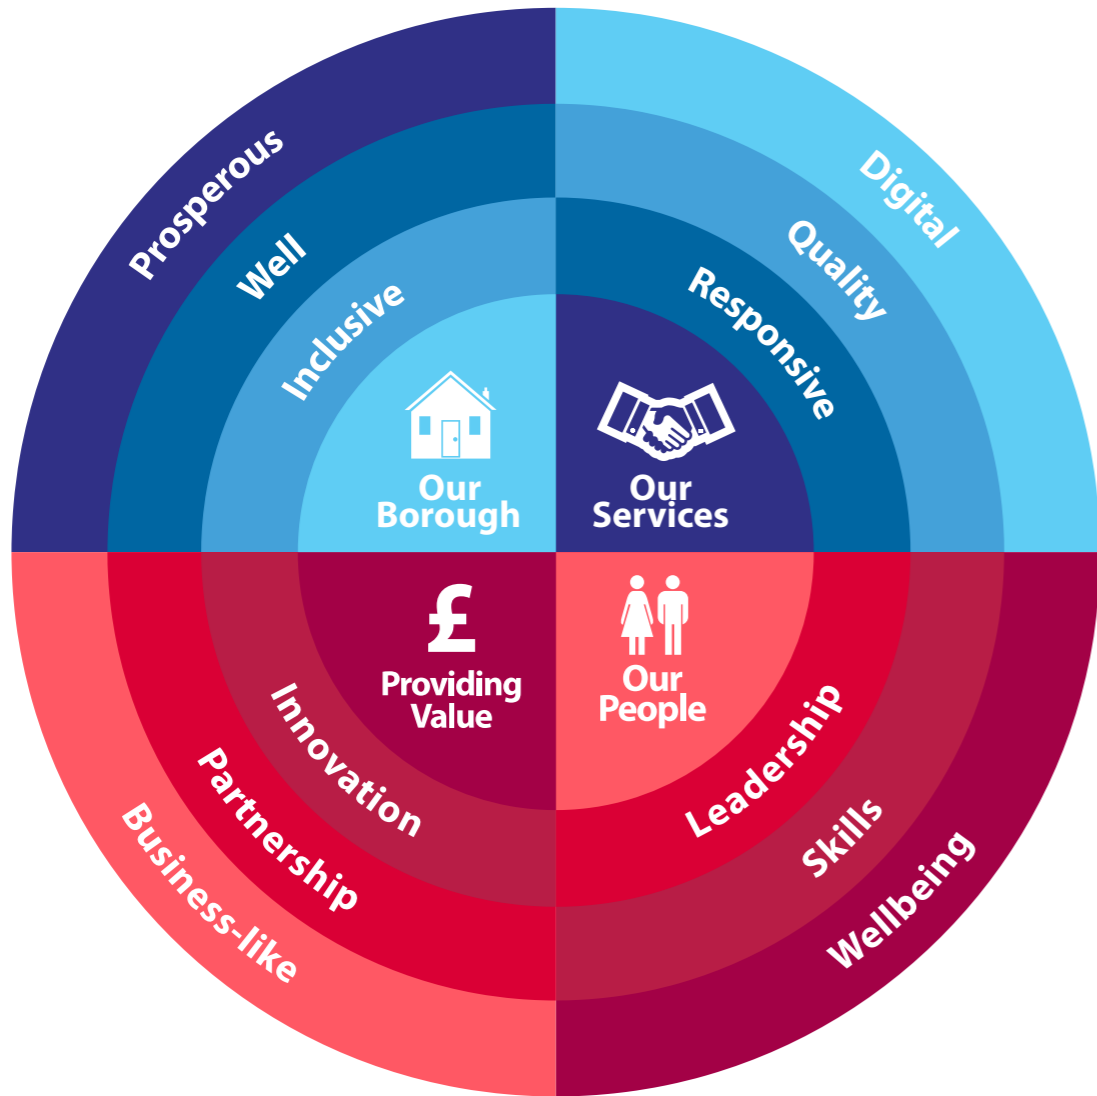 Prosperous
Well
Inclusive
Our
Borough
Digital
Quality
Responsive
Our
Services
£
Providing
Value
Innovation
Partnership
Business-like
Our
People
Leadership
Skills
Wellbeing